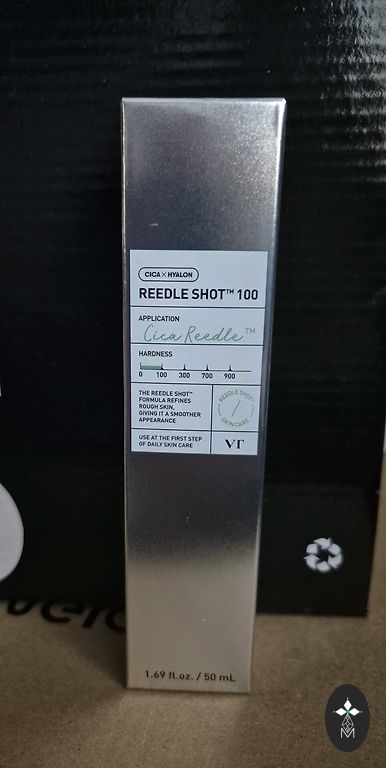 CICA × HYALON
REEDLE SHOT™ 100
APPLICATION
Cica Reedle™
HARDNESS
0 100 300 700 900
THE REEDLE SHOT™
FORMULA REFINES
ROUGH SKIN,
GIVING IT A SMOOTHER
APPEARANCE
REEDLE SHOT™
SKINCARE
USE AT THE FIRST STEP
OF DAILY SKIN CARE
VT
1.69 fl.oz. / 50 mL
M